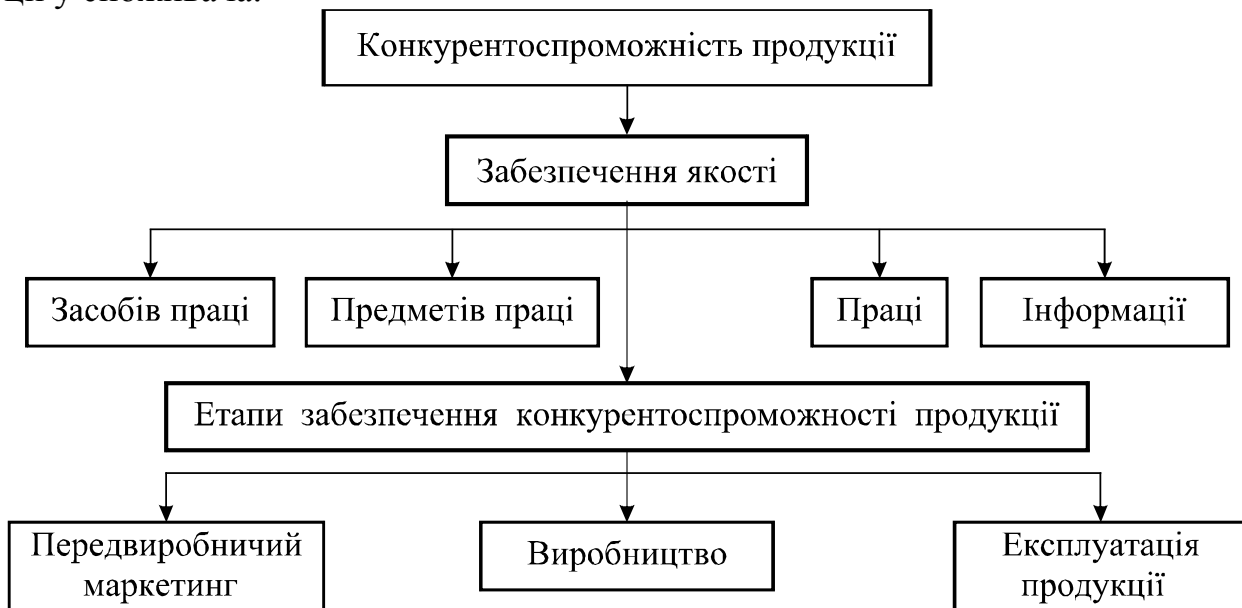 ції у споживача.
Конкурентоспроможність продукції
Забезпечення якості
Засобів праці
Предметів праці
Праці
Інформації
Етапи забезпечення конкурентоспроможності продукції
Передвиробничий
маркетинг
Виробництво
Експлуатація
продукції